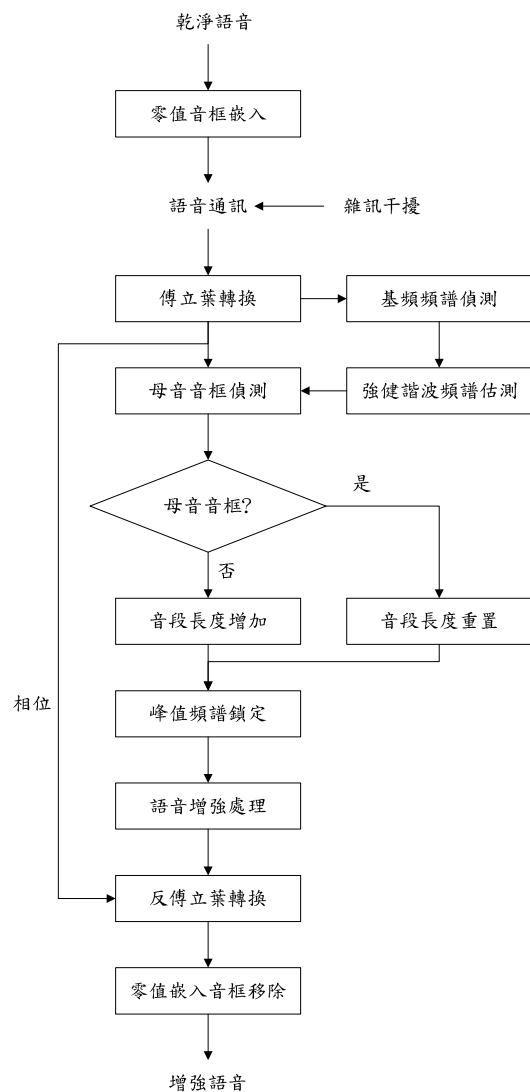 乾淨語音
零值音框嵌入
語音通訊
雜訊干擾
傅立葉轉換
基頻頻譜偵測
母音音框偵測
強健諧波頻譜估測
母音音框?
是
否
音段長度增加
音段長度重置
相位
峰值頻譜鎖定
語音增強處理
反傅立葉轉換
零值嵌入音框移除
增強語音